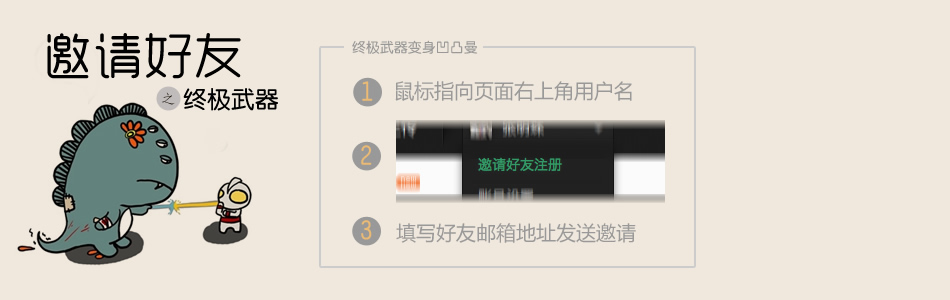 邀请好友
之 终极武器
终极武器变身凹凸曼
1 鼠标指向页面右上角用户名
2
邀请好友注册
3 填写好友邮箱地址发送邀请